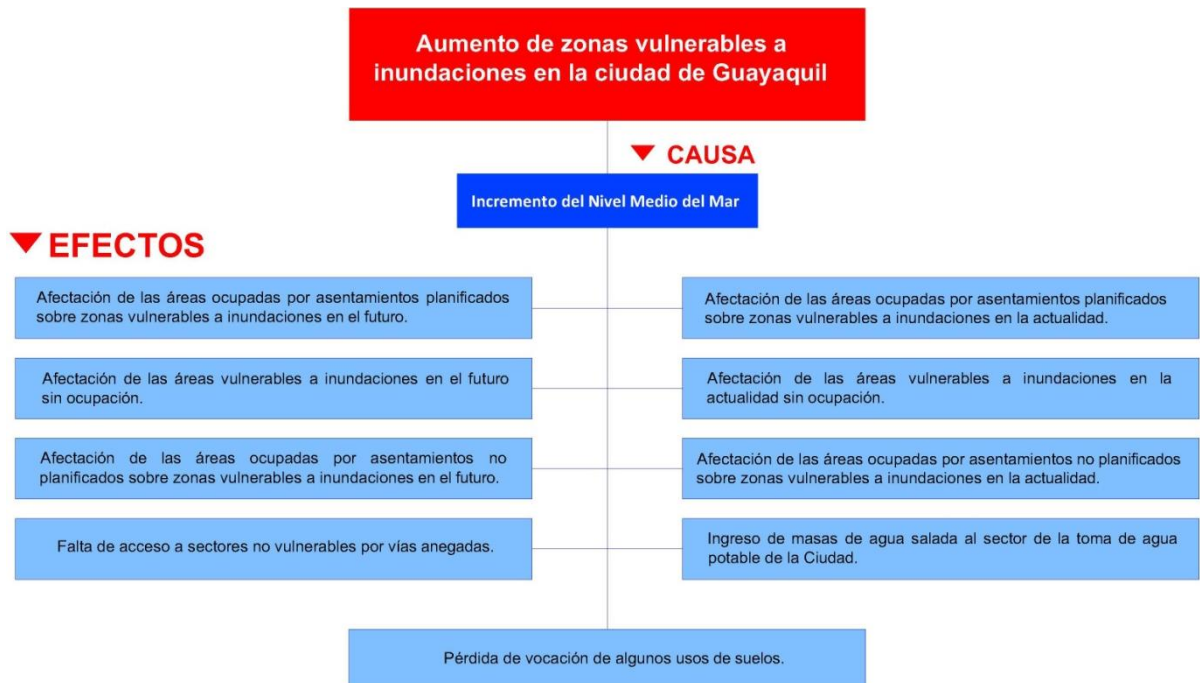 Aumento de zonas vulnerables a
inundaciones en la ciudad de Guayaquil
CAUSA
Incremento del Nivel Medio del Mar
EFECTOS
Afectación de las áreas ocupadas por asentamientos planificados
sobre zonas vulnerables a inundaciones en el futuro.
Afectación de las áreas ocupadas por asentamientos planificados
sobre zonas vulnerables a inundaciones en la actualidad.
Afectación de las áreas vulnerables a inundaciones en el futuro
sin ocupación.
Afectación de las áreas vulnerables a inundaciones en la
actualidad sin ocupación.
Afectación de las áreas ocupadas por asentamientos no
planificados sobre zonas vulnerables a inundaciones en el futuro.
Afectación de las áreas ocupadas por asentamientos no planificados
sobre zonas vulnerables a inundaciones en la actualidad.
Falta de acceso a sectores no vulnerables por vías anegadas.
Ingreso de masas de agua salada al sector de la toma de agua
potable de la Ciudad.
Pérdida de vocación de algunos usos de suelos.